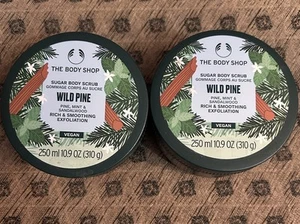 THE BODY SHOP
SUGAR BODY SCRUB
GOMMAGE CORPS AU SUCRE
WILD PINE
PINE, MINT &
SANDALWOOD
RICH & SMOOTHING
EXFOLIATION
VEGAN
250 ml 10.9 OZ (310 g)
THE BODY SHOP
SUGAR BODY SCRUB
GOMMAGE CORPS AU SUCRE
WILD PINE
PINE, MINT &
SANDALWOOD
RICH & SMOOTHING
EXFOLIATION
VEGAN
250 ml 10.9 OZ (310 g)